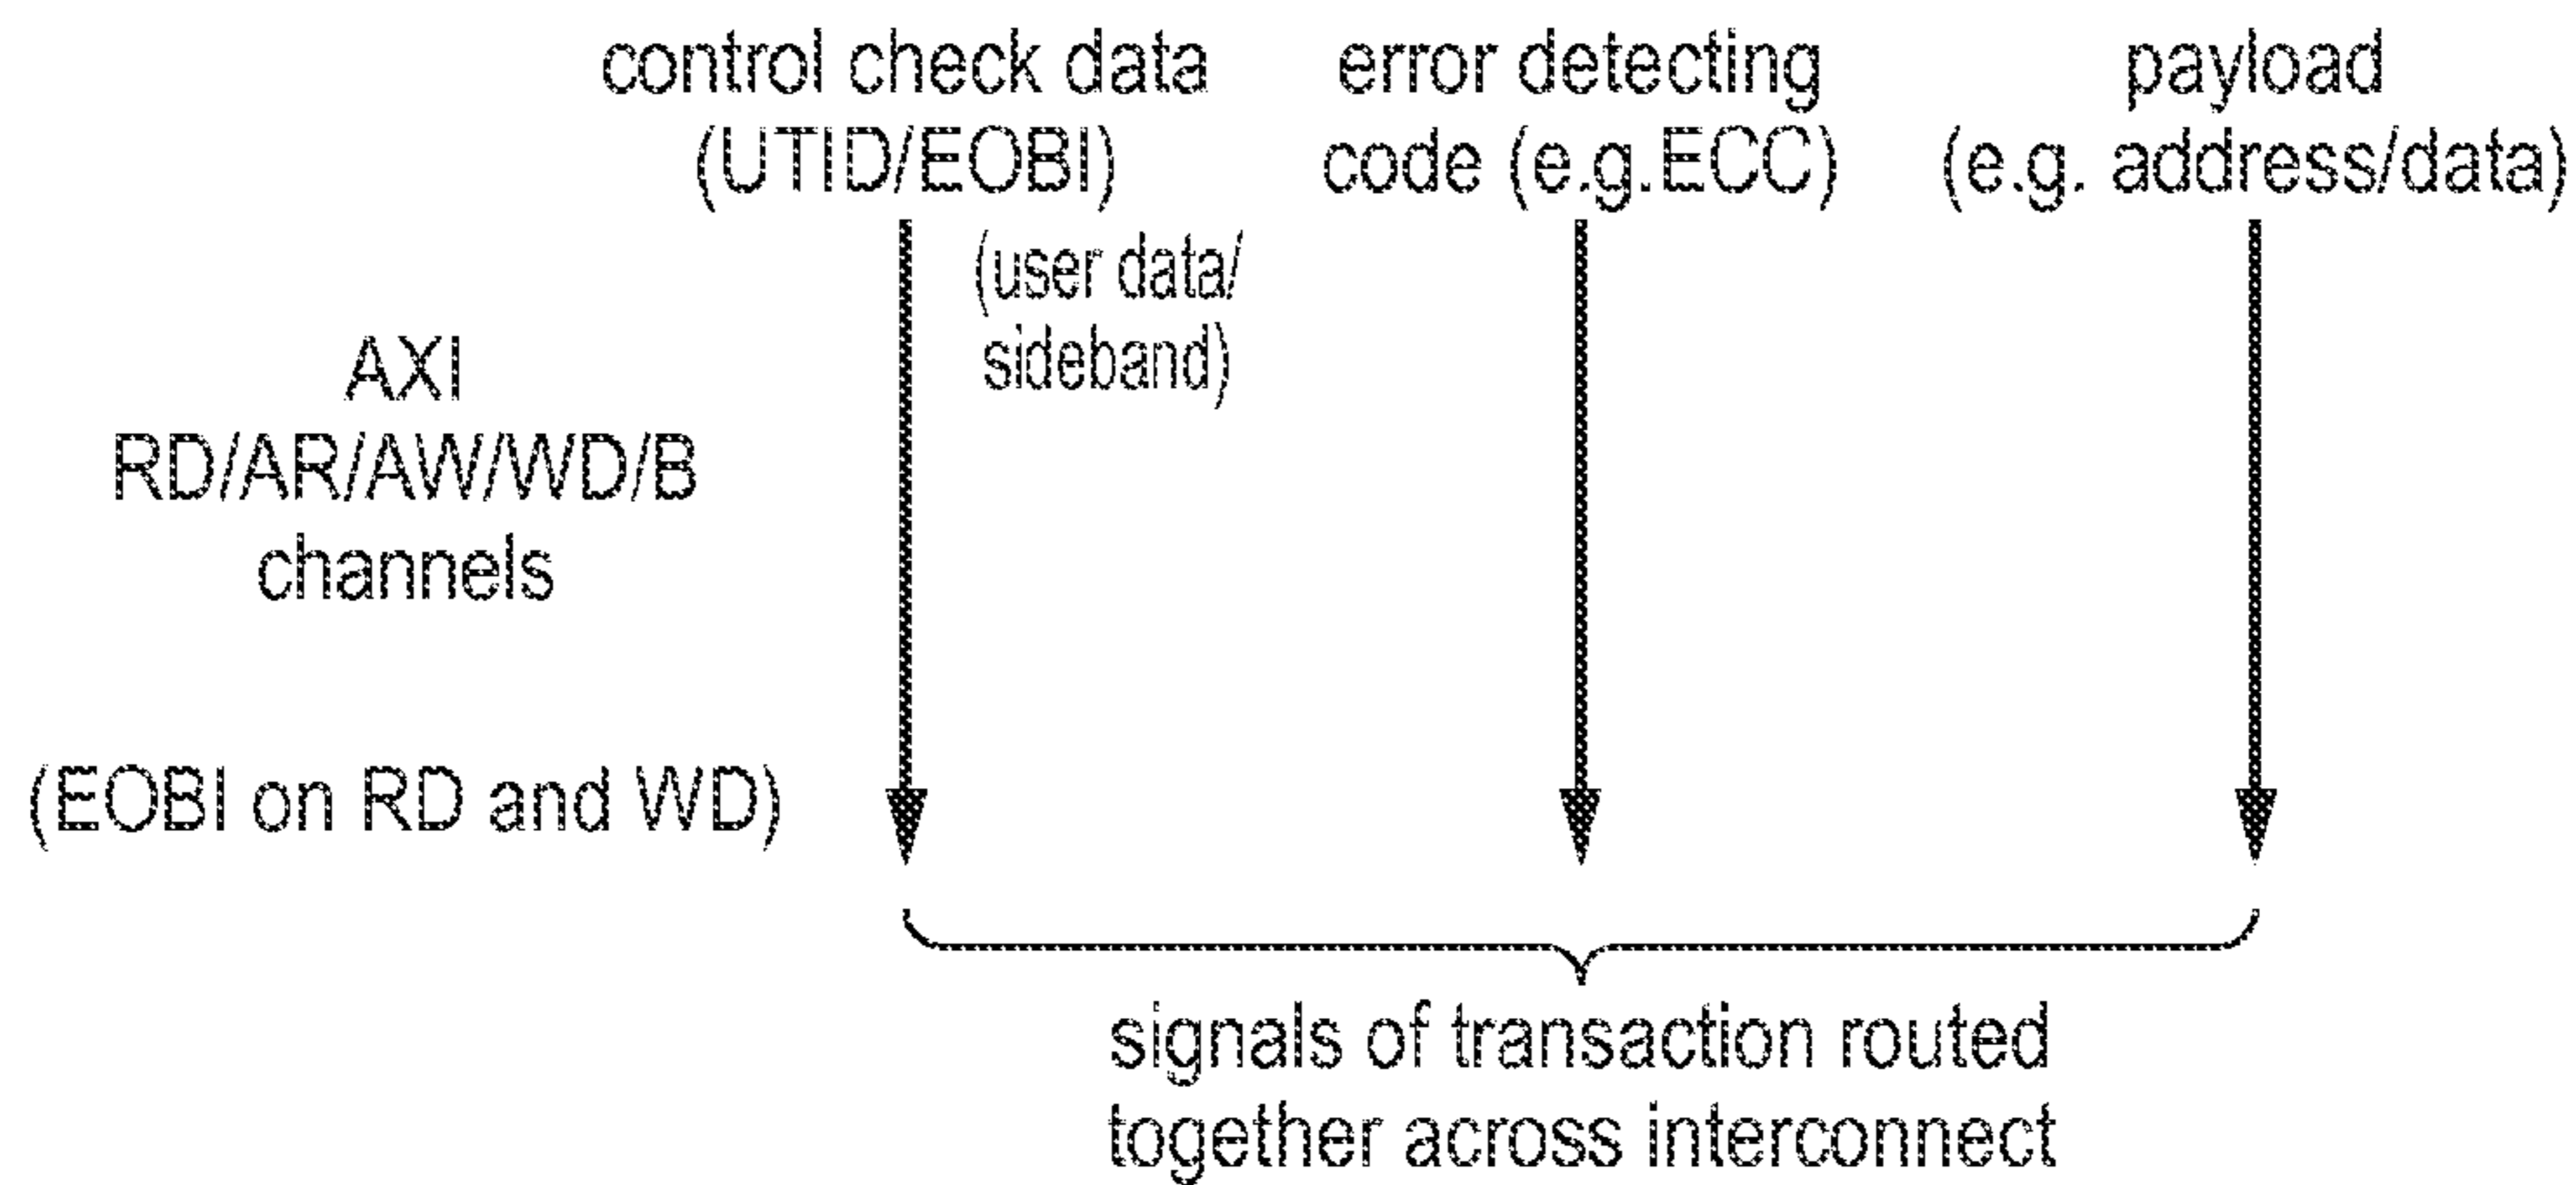 control check data
(UTID/EOBI)
error detecting
code (e.g.ECC)
payload
(e.g. address/data)
(user data/
sideband)
AXI
RD/AR/AW/WD/B
channels
(EOBI on RD and WD)
signals of transaction routed
together across interconnect